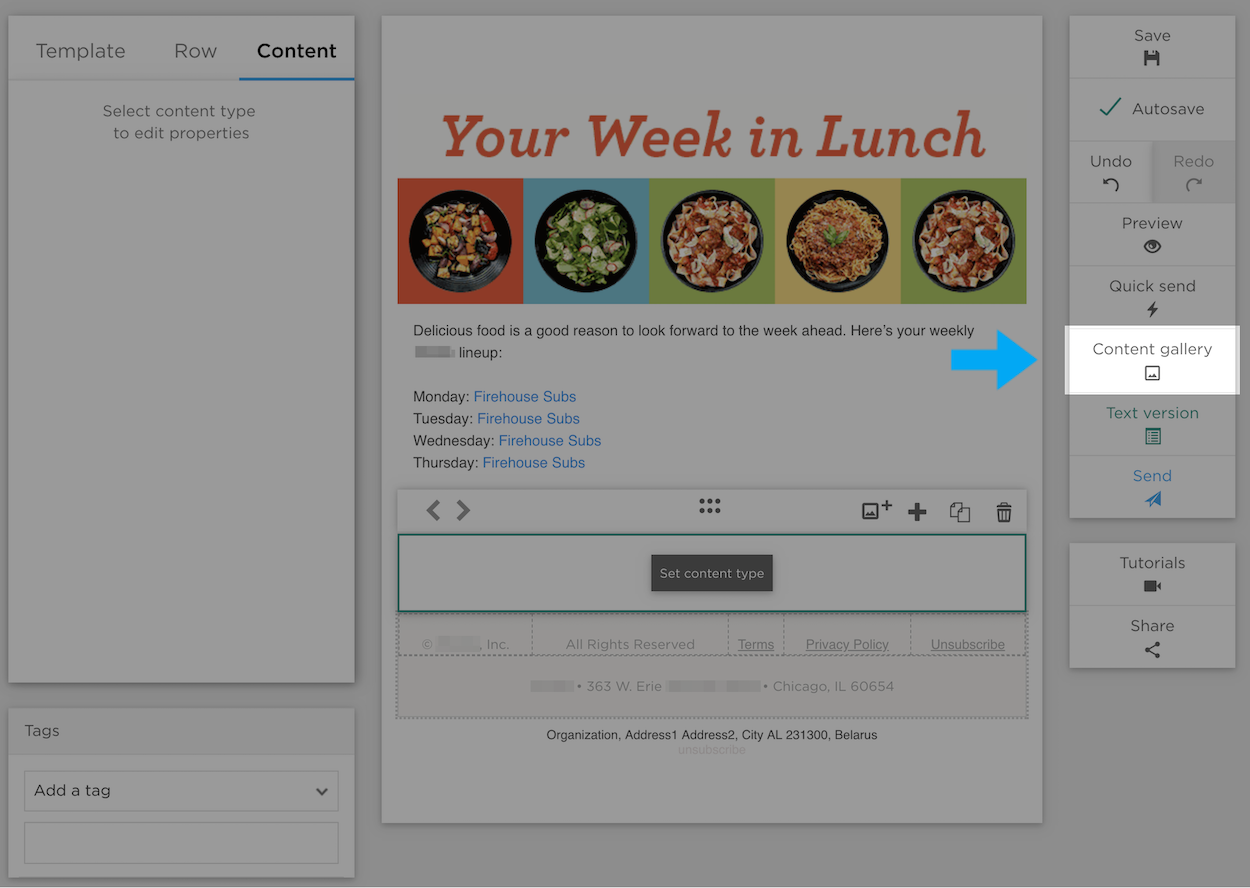 Template Row Content
Select content type
to edit properties
Tags
Add a tag
Your Week in Lunch
Delicious food is a good reason to look forward to the week ahead. Here's your weekly
lineup:
Monday: Firehouse Subs
Tuesday: Firehouse Subs
Wednesday: Firehouse Subs
Thursday: Firehouse Subs
Set content type
© , Inc. All Rights Reserved Terms Privacy Policy Unsubscribe
• 363 W. Erie • Chicago, IL 60654
Organization, Address1 Address2, City AL 231300, Belarus
unsubscribe
Save
Autosave
Undo Redo
Preview
Quick send
Content gallery
Text version
Send
Tutorials
Share